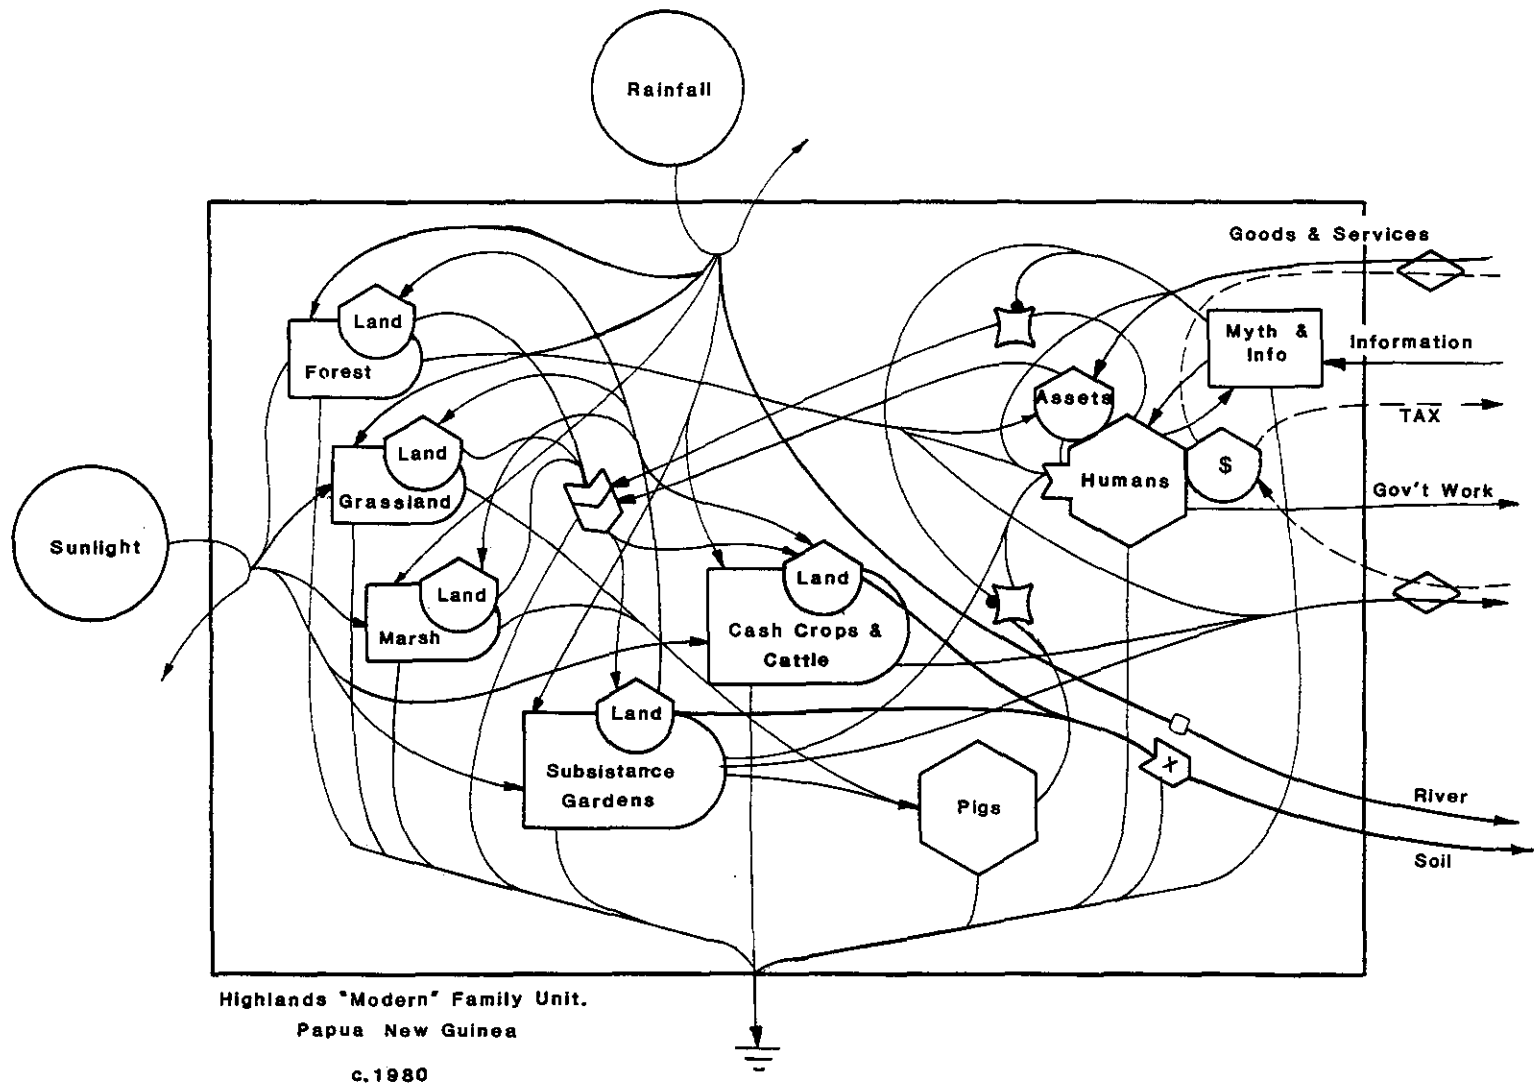 Rainfall
Goods & Services
Land
Forest
Myth &
Info
Information
Assets
TAX
Land
Grassland
Humans
$
Gov't Work
Sunlight
Land
Marsh
Land
Cash Crops &
Cattle
Land
Subsistance
Gardens
X
Pigs
River
Soil
Highlands "Modern" Family Unit.
Papua New Guinea
c.1980